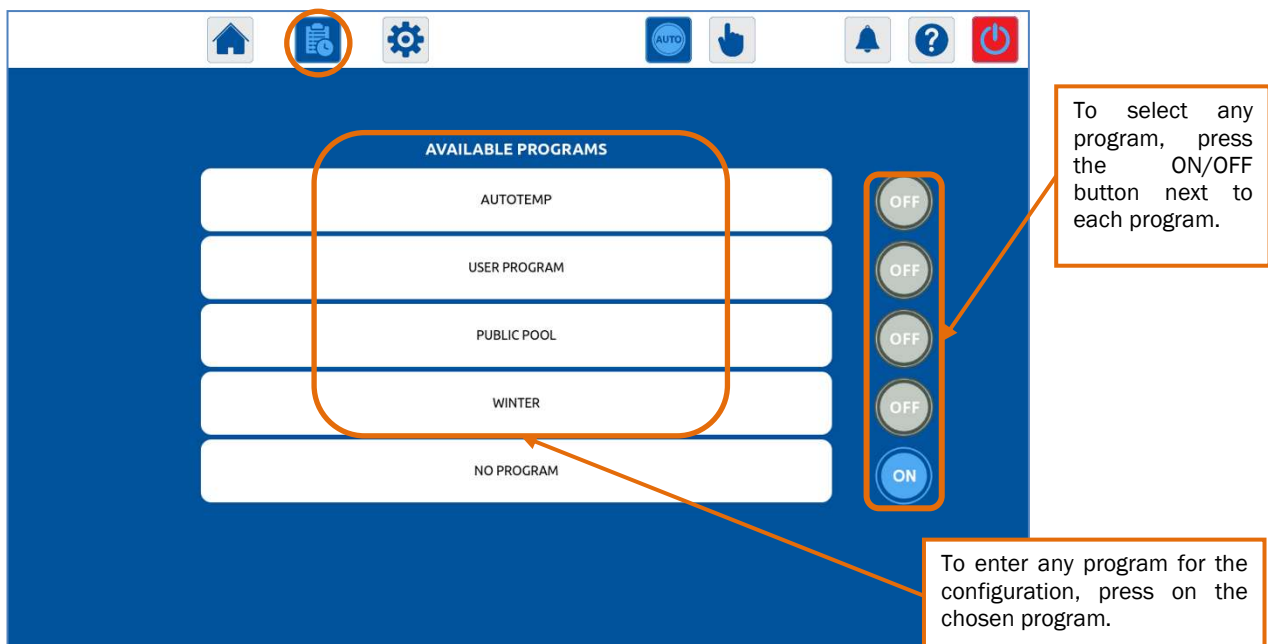 AUTO
To select any
program, press
the ON/OFF
button next to
each program.
AVAILABLE PROGRAMS
AUTOTEMP
OFF
USER PROGRAM
OFF
PUBLIC POOL
OFF
WINTER
OFF
NO PROGRAM
ON
To enter any program for the
configuration, press on the
chosen program.